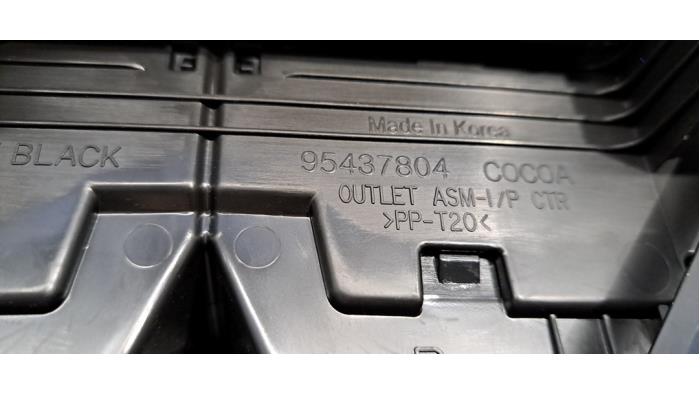 Made In Korea
BLACK
95437804 COCOA
OUTLET ASM-I/P CTR
>PP-T20<